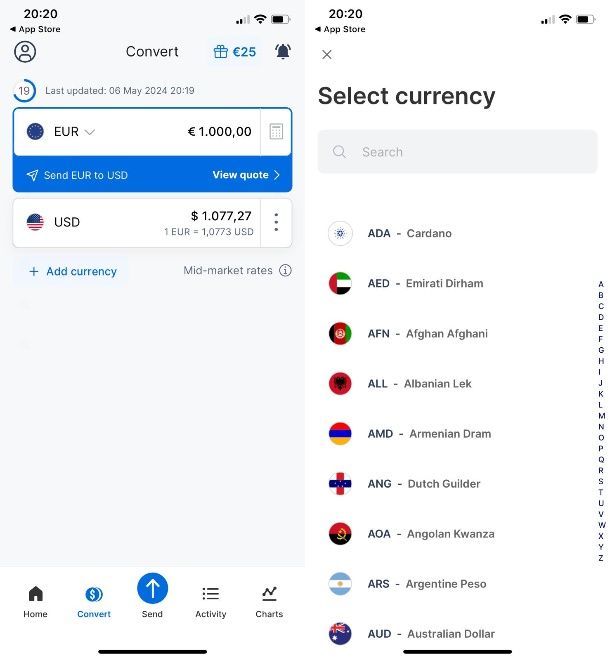 20:20
◀ App Store
Convert
€25
19
Last updated: 06 May 2024 20:19
EUR
€ 1.000,00
Send EUR to USD
View quote
USD
$ 1.077,27
1 EUR = 1,0773 USD
+ Add currency
Mid-market rates
Home
Convert
Send
Activity
Charts
20:20
◀ App Store
Select currency
Search
ADA - Cardano
AED - Emirati Dirham
AFN - Afghan Afghani
ALL - Albanian Lek
AMD - Armenian Dram
ANG - Dutch Guilder
AOA - Angolan Kwanza
ARS - Argentine Peso
AUD - Australian Dollar
A
B
C
D
E
F
G
H
I
J
K
L
M
N
O
P
Q
R
S
T
U
V
W
X
Y
Z